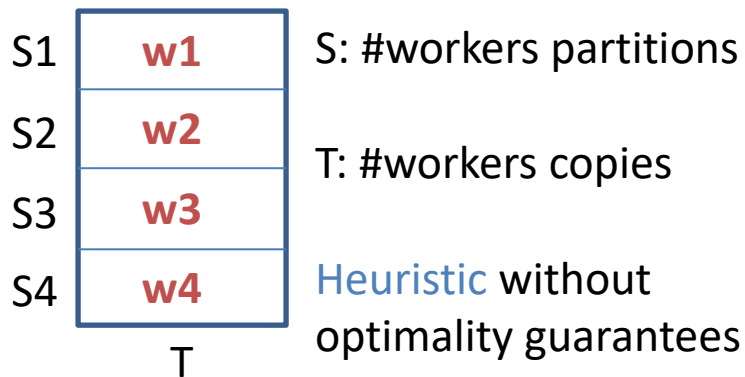 S1 w1 S: #workers partitions
S2 w2
T: #workers copies
S3 w3
S4 w4 Heuristic without
optimality guarantees
T